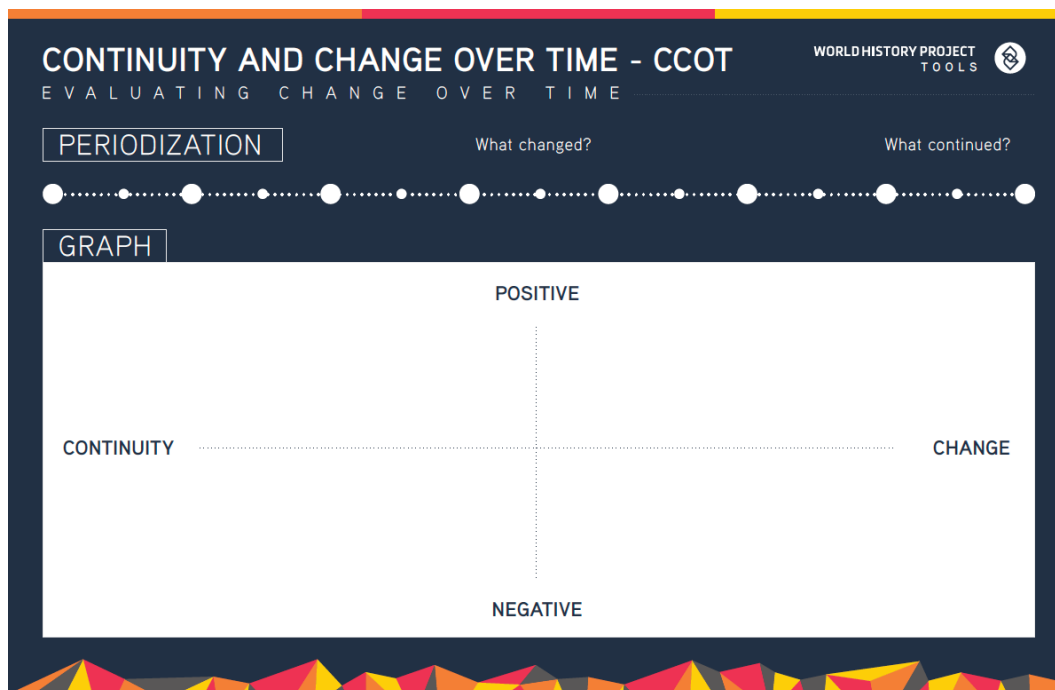 CONTINUITY AND CHANGE OVER TIME - CCOT
EVALUATING CHANGE OVER TIME
WORLD HISTORY PROJECT
TOOLS
PERIODIZATION
What changed?
What continued?
GRAPH
POSITIVE
CONTINUITY
CHANGE
NEGATIVE